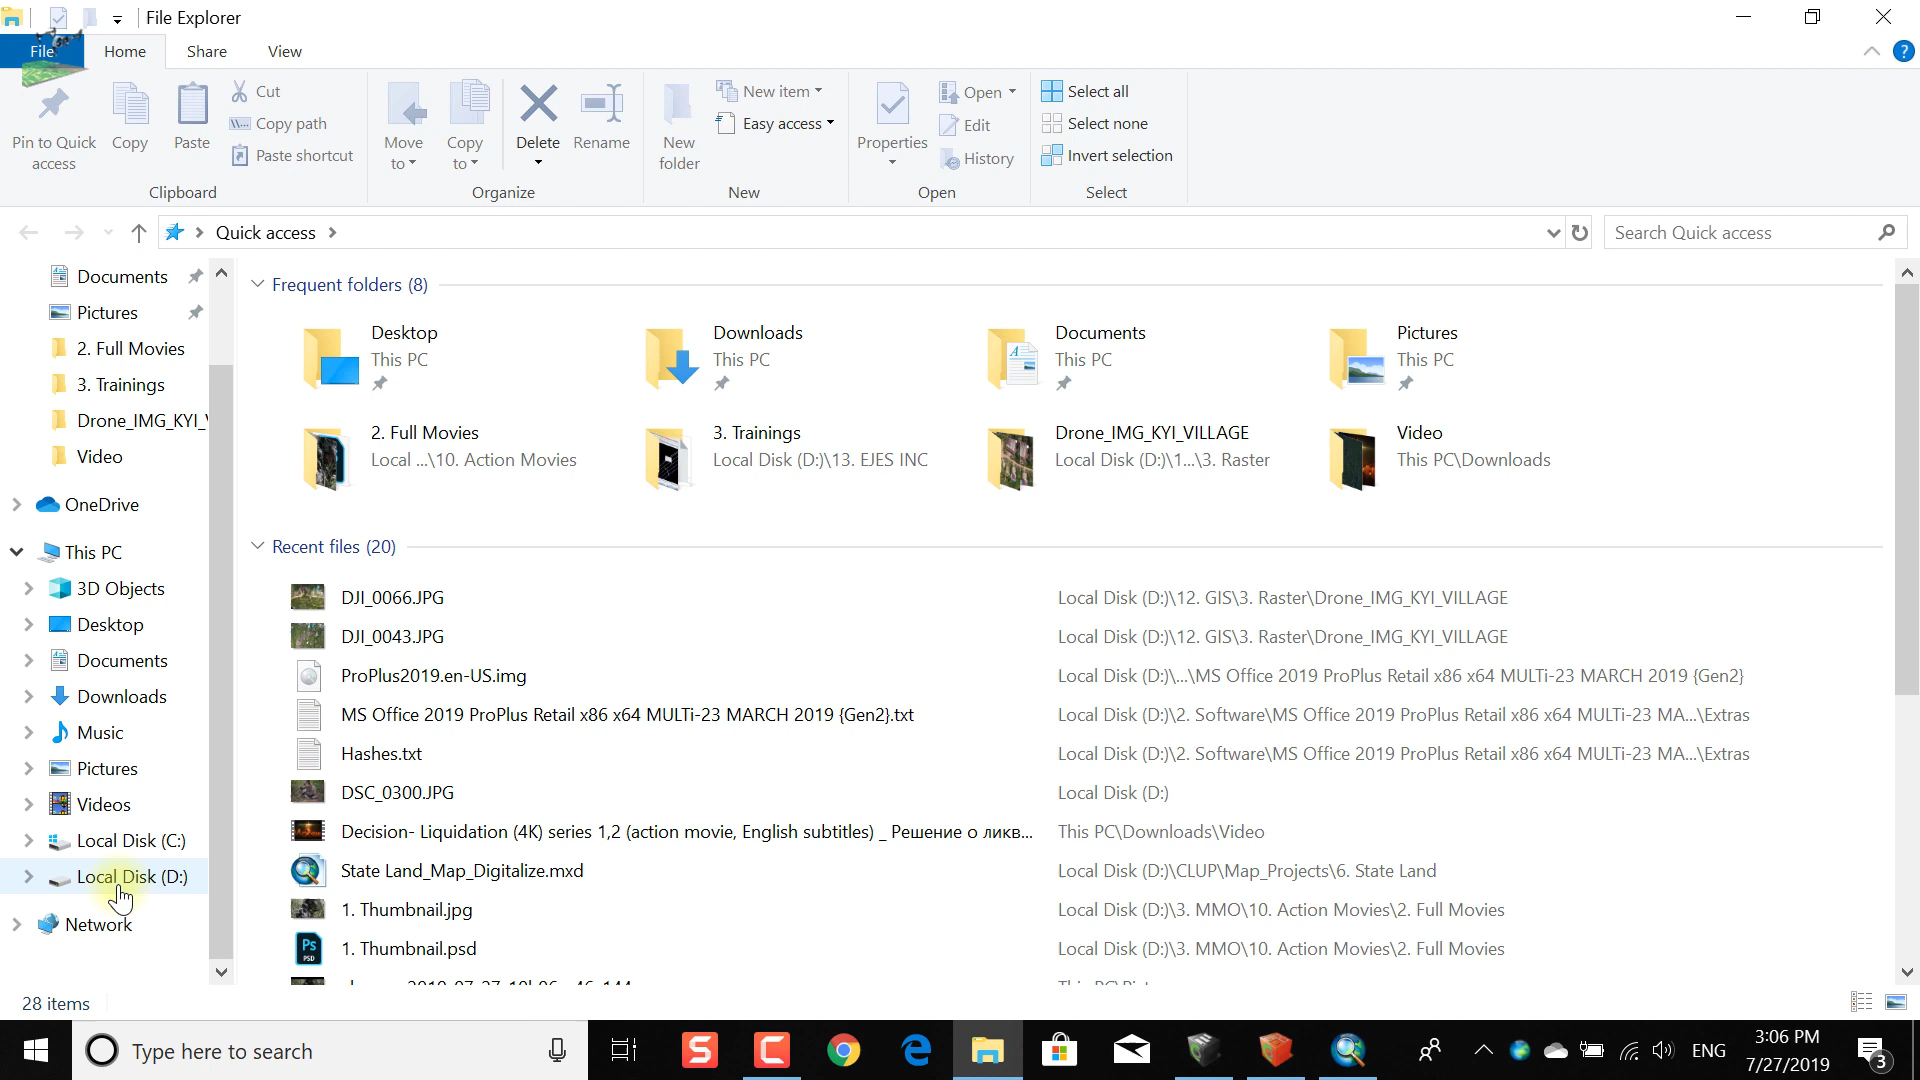 File Explorer
File Home Share View
Pin to Quick access
Copy
Paste
Cut
Copy path
Paste shortcut
Clipboard
Move to
Copy to
Delete
Rename
Organize
New folder
New item
Easy access
New
Properties
Open
Edit
History
Open
Select all
Select none
Invert selection
Select
Quick access
Search Quick access
Documents
Pictures
2. Full Movies
3. Trainings
Drone_IMG_KYI_
Video
OneDrive
This PC
3D Objects
Desktop
Documents
Downloads
Music
Pictures
Videos
Local Disk (C:)
Local Disk (D:)
Network
Frequent folders (8)
Desktop
This PC
Downloads
This PC
Documents
This PC
Pictures
This PC
2. Full Movies
Local ...\10. Action Movies
3. Trainings
Local Disk (D:)\13. EJES INC
Drone_IMG_KYI_VILLAGE
Local Disk (D:)\1...\3. Raster
Video
This PC\Downloads
Recent files (20)
DJI_0066.JPG Local Disk (D:)\12. GIS\3. Raster\Drone_IMG_KYI_VILLAGE
DJI_0043.JPG Local Disk (D:)\12. GIS\3. Raster\Drone_IMG_KYI_VILLAGE
ProPlus2019.en-US.img Local Disk (D:)\...\MS Office 2019 ProPlus Retail x86 x64 MULTi-23 MARCH 2019 {Gen2}
MS Office 2019 ProPlus Retail x86 x64 MULTi-23 MARCH 2019 {Gen2}.txt Local Disk (D:)\2. Software\MS Office 2019 ProPlus Retail x86 x64 MULTi-23 MA...\Extras
Hashes.txt Local Disk (D:)\2. Software\MS Office 2019 ProPlus Retail x86 x64 MULTi-23 MA...\Extras
DSC_0300.JPG Local Disk (D:)
Decision- Liquidation (4K) series 1,2 (action movie, English subtitles) _ Решение о ликв... This PC\Downloads\Video
State Land_Map_Digitalize.mxd Local Disk (D:)\CLUP\Map_Projects\6. State Land
1. Thumbnail.jpg Local Disk (D:)\3. MMO\10. Action Movies\2. Full Movies
1. Thumbnail.psd Local Disk (D:)\3. MMO\10. Action Movies\2. Full Movies
28 items
Type here to search
ENG
3:06 PM
7/27/2019
3